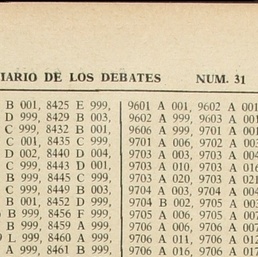 DIARIO DE LOS DEBATES NUM. 31
B 001, 8425 E 999,
D 999, 8429 B 003,
C 999, 8432 B 001,
C 001, 8435 C 999,
D 002, 8440 D 004,
C 999, 8443 D 001,
B 999, 8445 C 999,
C 999, 8449 B 003,
B 001, 8452 D 999,
B 999, 8456 F 999,
B 999, 8459 A 999,
L 999, 8460 A 999,
A 999, 8461 B 999,
9601 A 001, 9602 A 001
9602 A 999, 9603 A 001
9606 A 999, 9701 A 001
9701 A 006, 9702 A 003
9703 A 003, 9703 A 004
9703 A 010, 9703 A 016
9703 A 020, 9703 A 021
9704 A 003, 9704 A 004
9704 B 002, 9705 A 003
9705 A 006, 9705 A 007
9706 A 006, 9706 A 007
9706 A 011, 9706 A 012
9706 A 016, 9706 A 017